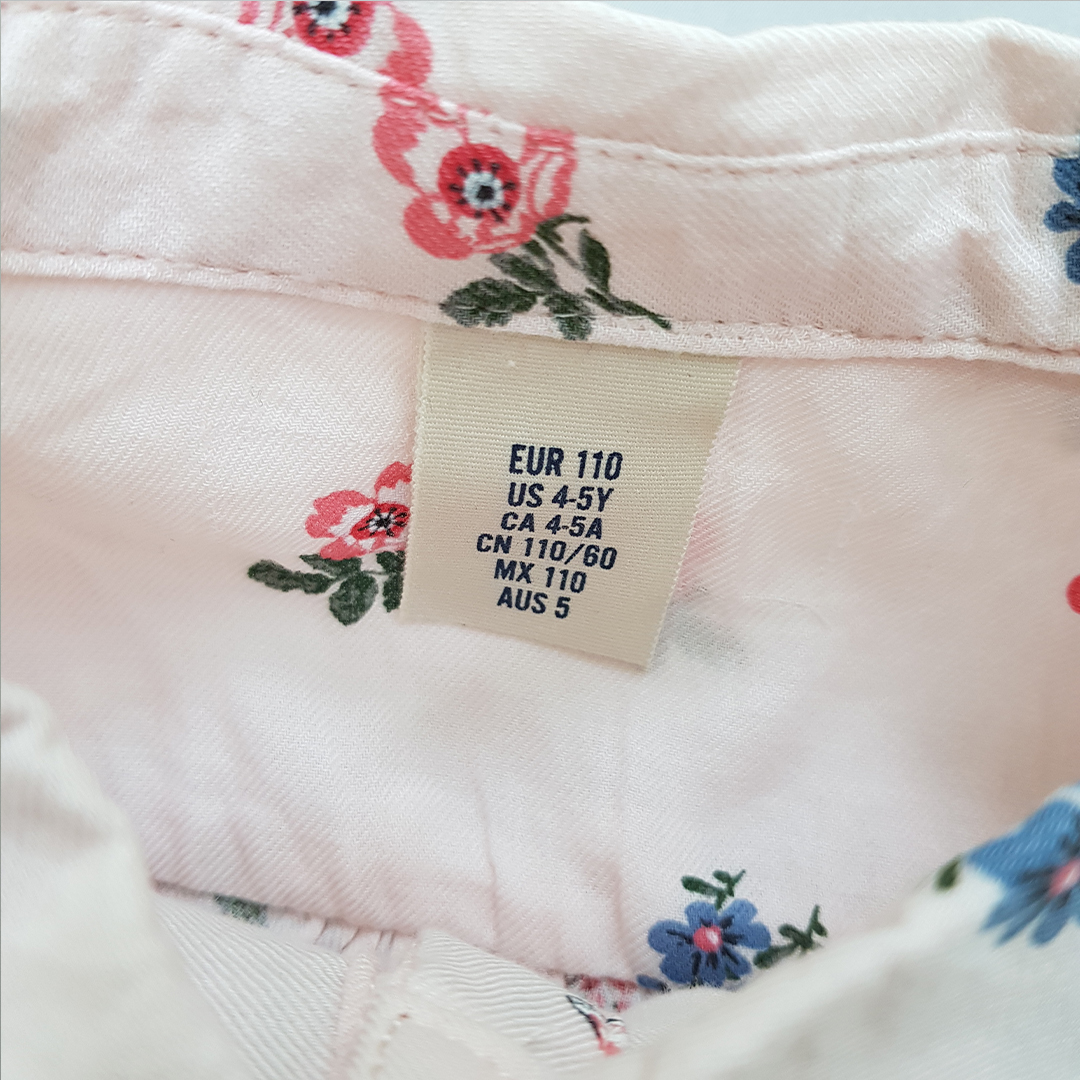 EUR 110
US 4-5Y
CA 4-5A
CN 110/60
MX 110
AUS 5